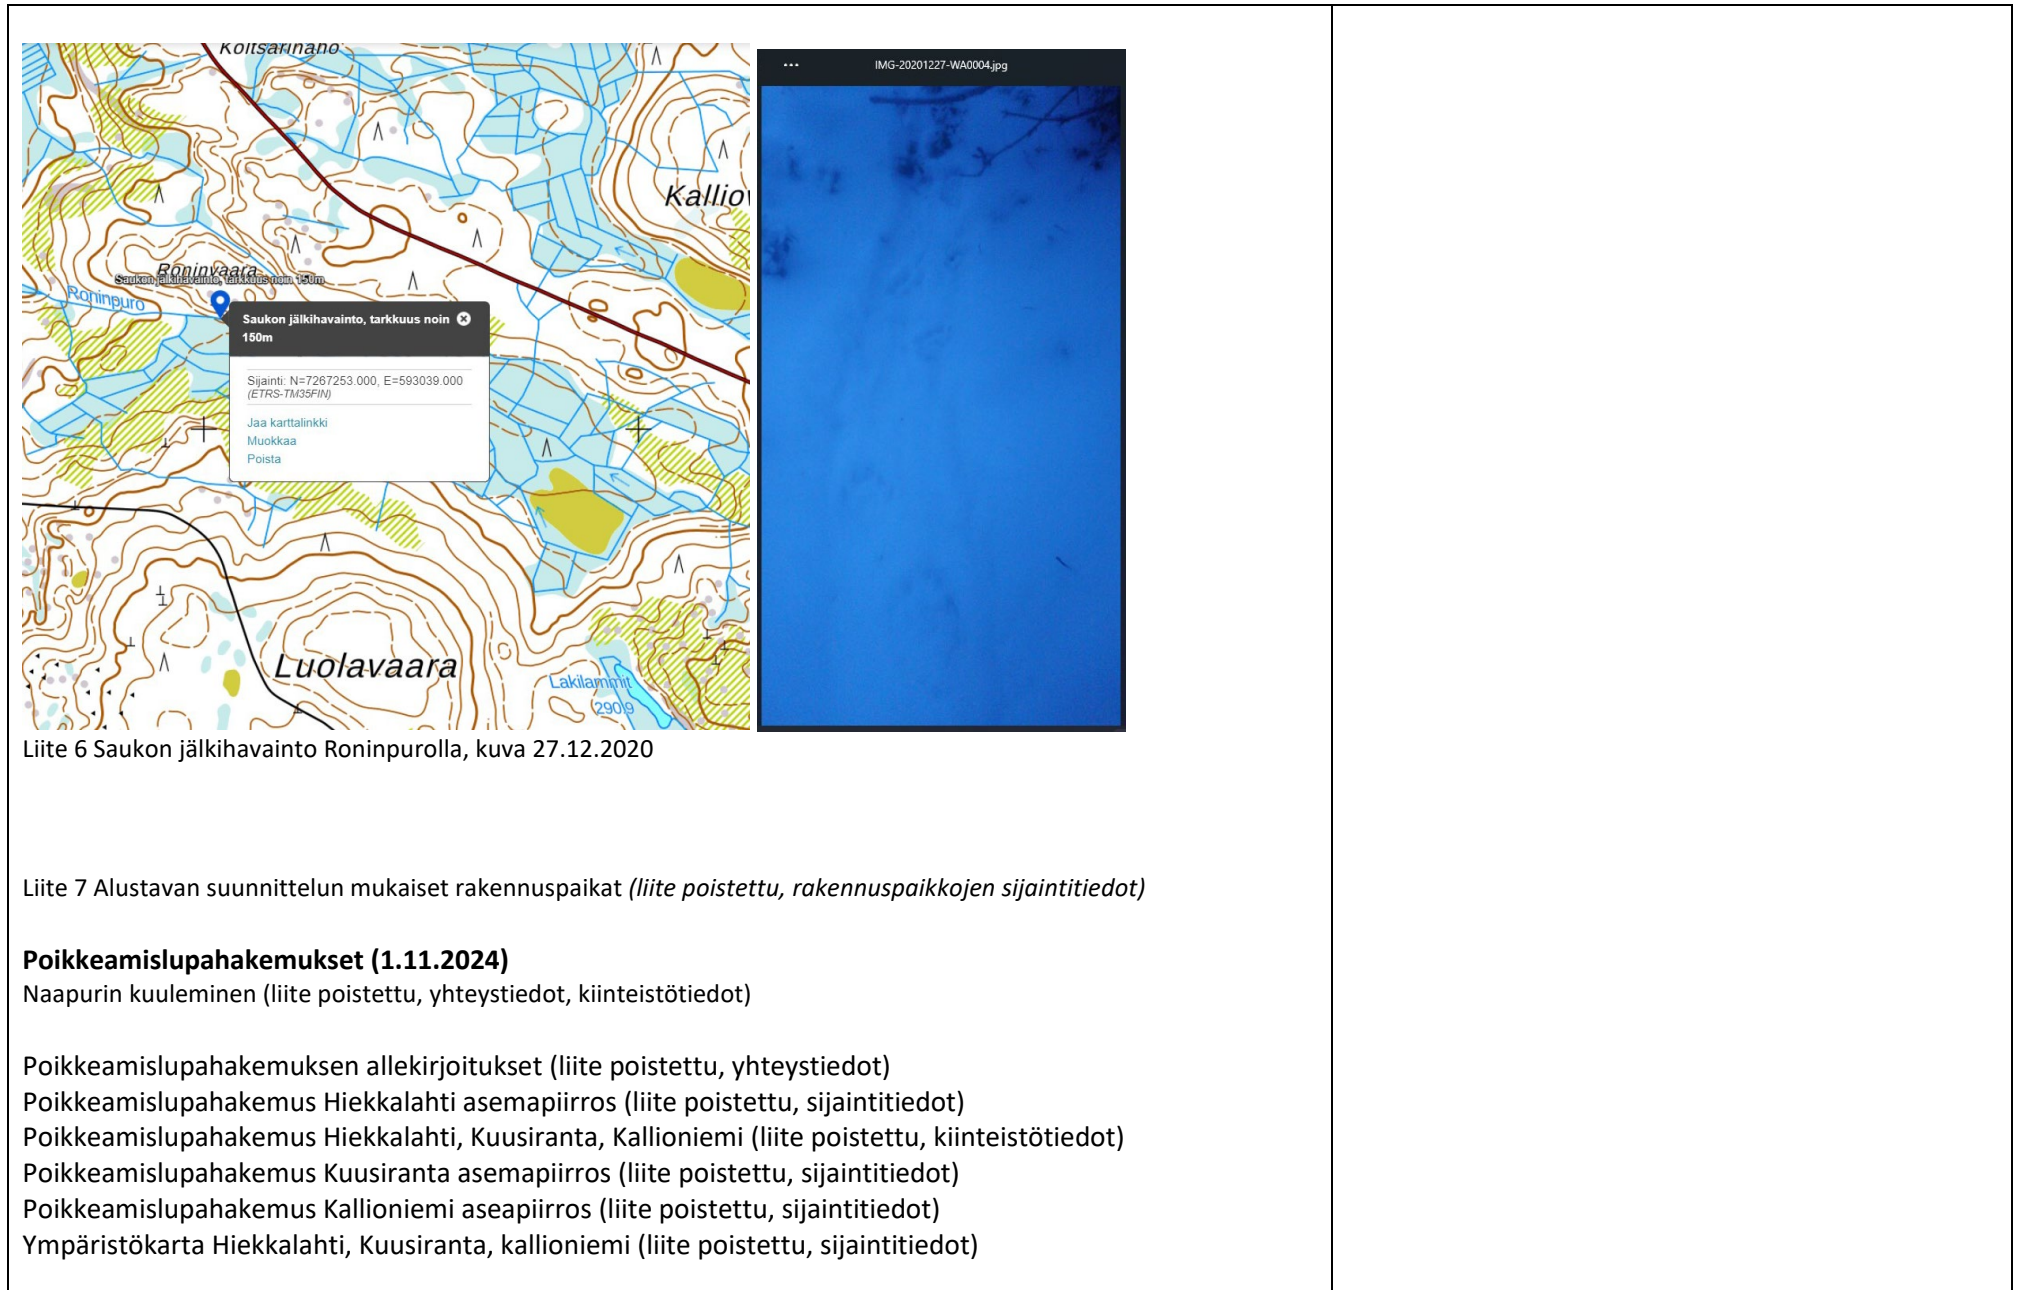 Koitsarinaho
Kallio
Roninvaara
Saukon jälkihavainto, tarkkuus noin 150m
Roninpuro
Saukon jälkihavainto, tarkkuus noin
150m
Sijainti: N=7267253.000, E=593039.000
(ETRS-TM35FIN)
Jaa karttalinkki
Muokkaa
Poista
Luolavaara
Lakilammit
290.9
... IMG-20201227-WA0004.jpg
Liite 6 Saukon jälkihavainto Roninpurolla, kuva 27.12.2020
Liite 7 Alustavan suunnittelun mukaiset rakennuspaikat (liite poistettu, rakennuspaikkojen sijaintitiedot)
Poikkeamislupahakemukset (1.11.2024)
Naapurin kuuleminen (liite poistettu, yhteystiedot, kiinteistötiedot)
Poikkeamislupahakemuksen allekirjoitukset (liite poistettu, yhteystiedot)
Poikkeamislupahakemus Hiekkalahti asemapiirros (liite poistettu, sijaintitiedot)
Poikkeamislupahakemus Hiekkalahti, Kuusiranta, Kallioniemi (liite poistettu, kiinteistötiedot)
Poikkeamislupahakemus Kuusiranta asemapiirros (liite poistettu, sijaintitiedot)
Poikkeamislupahakemus Kallioniemi aseapiirros (liite poistettu, sijaintitiedot)
Ympäristökarta Hiekkalahti, Kuusiranta, kallioniemi (liite poistettu, sijaintitiedot)